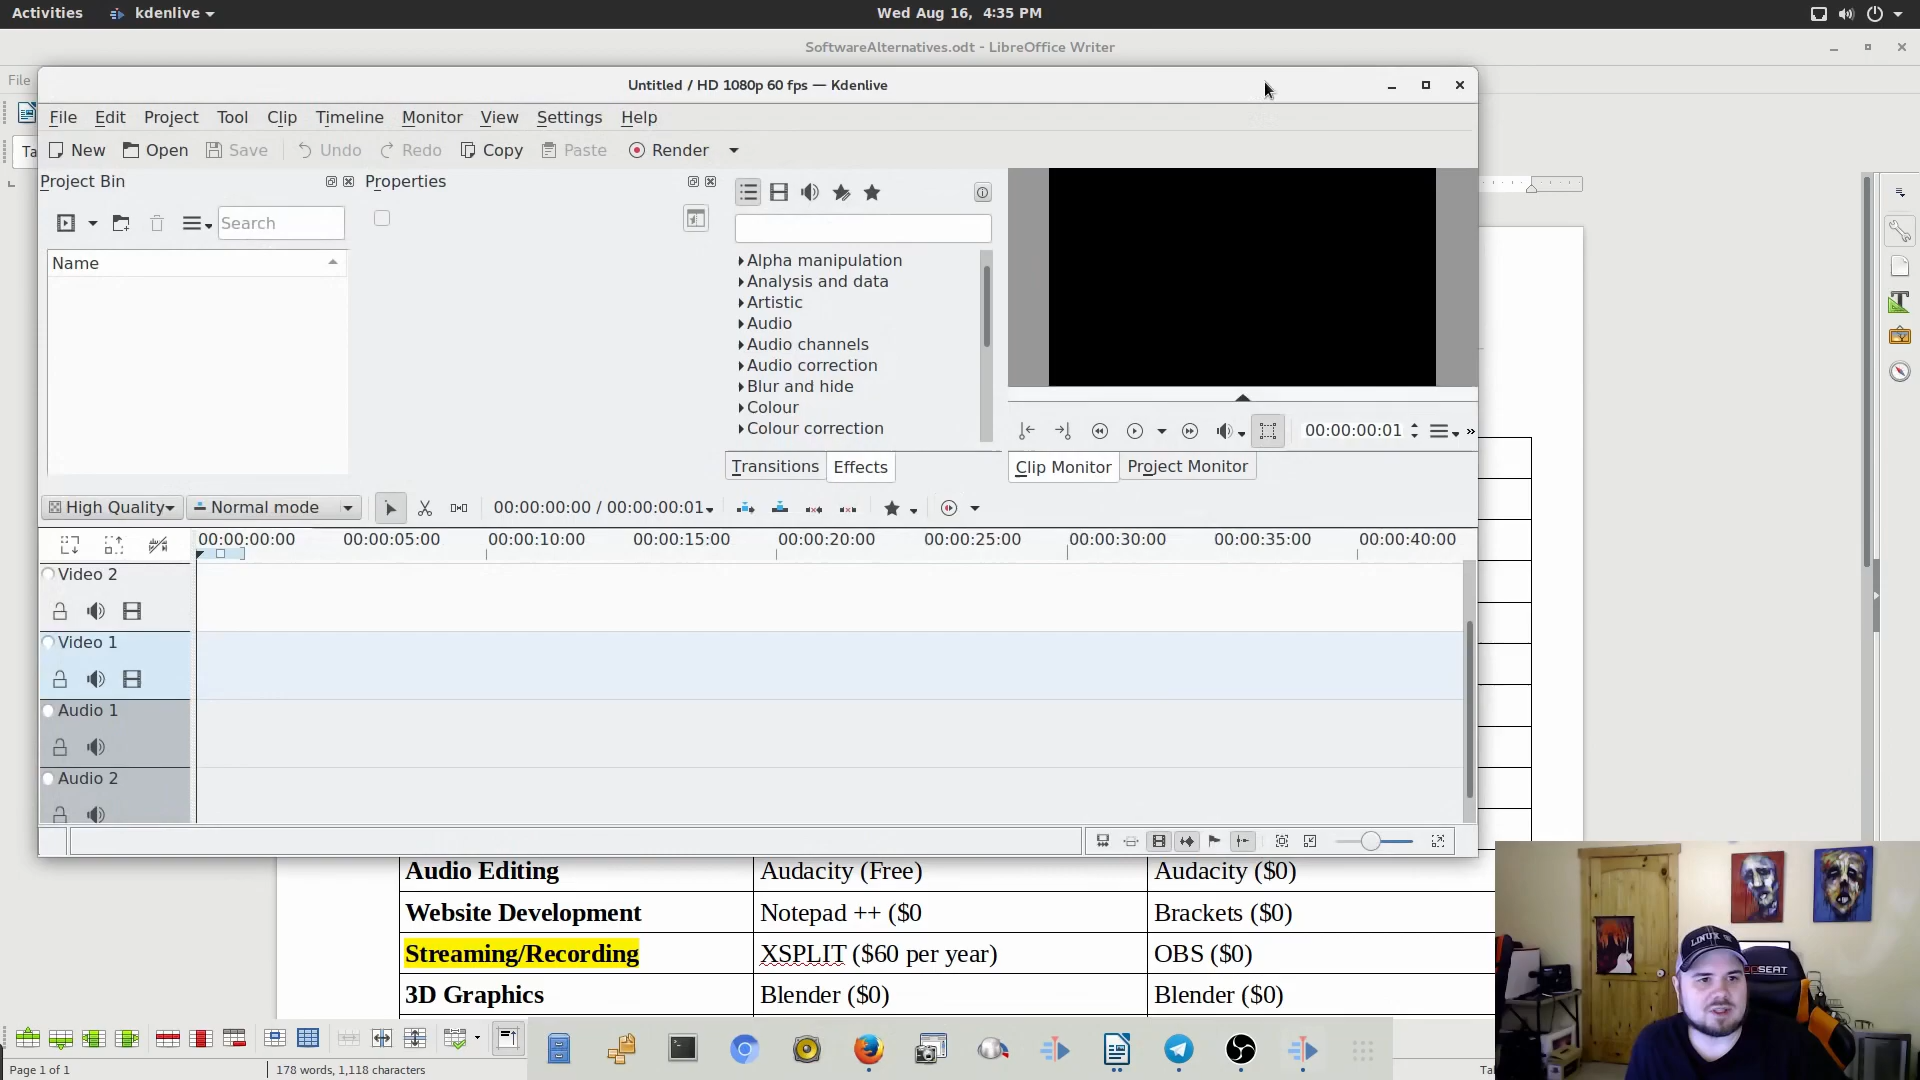 Activities kdenlive Wed Aug 16, 4:35 PM
SoftwareAlternatives.odt - LibreOffice Writer
File
Untitled / HD 1080p 60 fps — Kdenlive
File Edit Project Tool Clip Timeline Monitor View Settings Help
Ta
New Open Save Undo Redo Copy Paste Render
Project Bin Properties
Search
Name
Alpha manipulation
Analysis and data
Artistic
Audio
Audio channels
Audio correction
Blur and hide
Colour
Colour correction
00:00:00:01
Transitions Effects Clip Monitor Project Monitor
High Quality Normal mode 00:00:00:00 / 00:00:00:01
00:00:00:00 00:00:05:00 00:00:10:00 00:00:15:00 00:00:20:00 00:00:25:00 00:00:30:00 00:00:35:00 00:00:40:00
Video 2
Video 1
Audio 1
Audio 2
Audio Editing Audacity (Free) Audacity ($0)
Website Development Notepad ++ ($0 Brackets ($0)
Streaming/Recording XSPLIT ($60 per year) OBS ($0)
3D Graphics Blender ($0) Blender ($0)
Page 1 of 1 178 words, 1,118 characters Ta